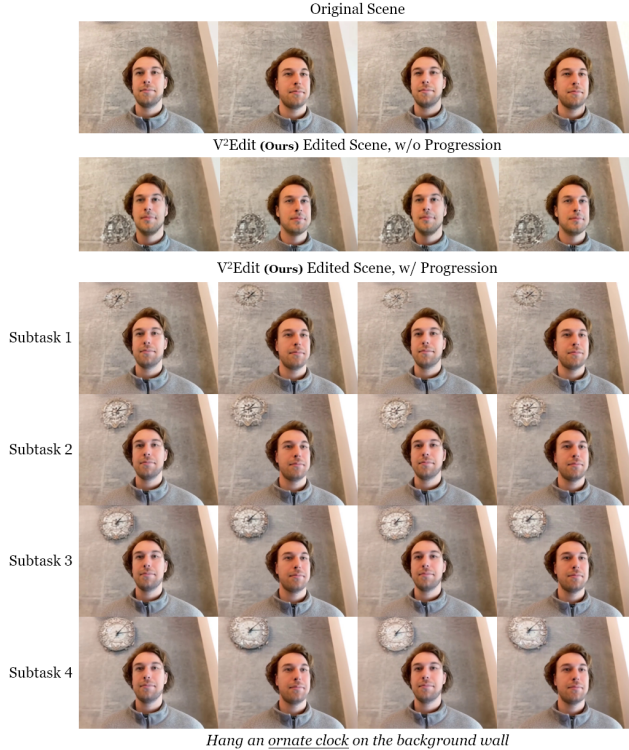 Original Scene
V²Edit (Ours) Edited Scene, w/o Progression
V²Edit (Ours) Edited Scene, w/ Progression
Subtask 1
Subtask 2
Subtask 3
Subtask 4
Hang an ornate clock on the background wall